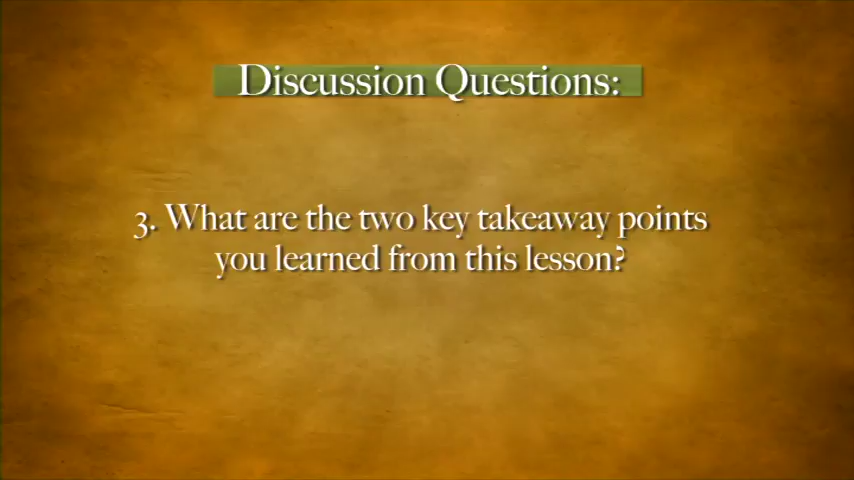 Discussion Questions:
3. What are the two key takeaway points
you learned from this lesson?